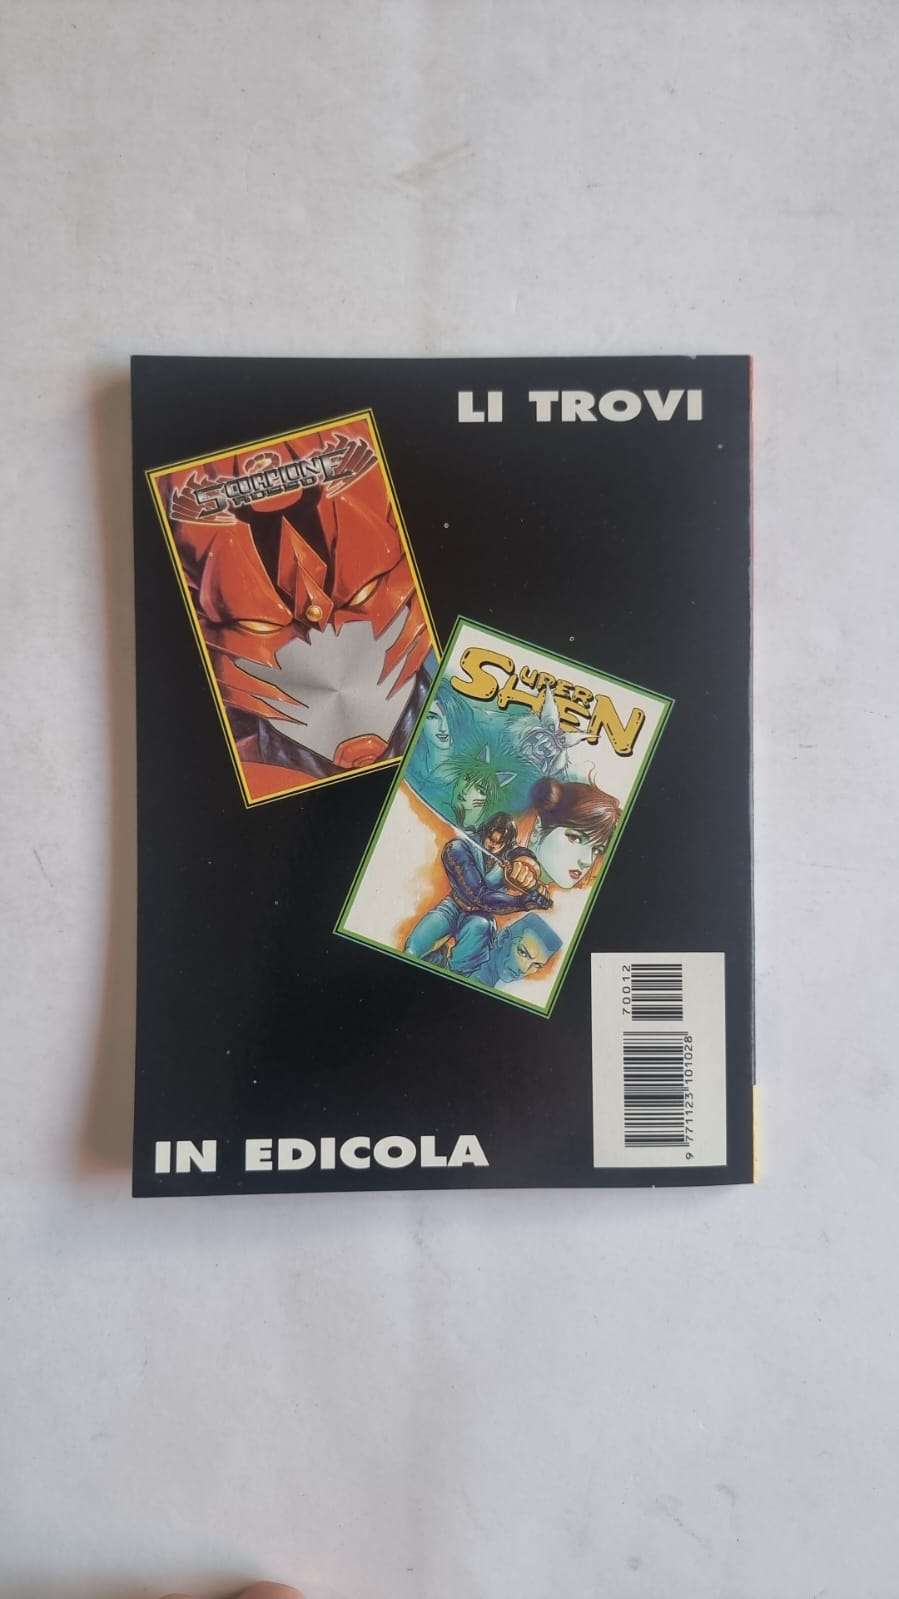 LI TROVI
SCORPIONE
ROSSO
SUPER
SHEN
70012
9 771123 101028
IN EDICOLA